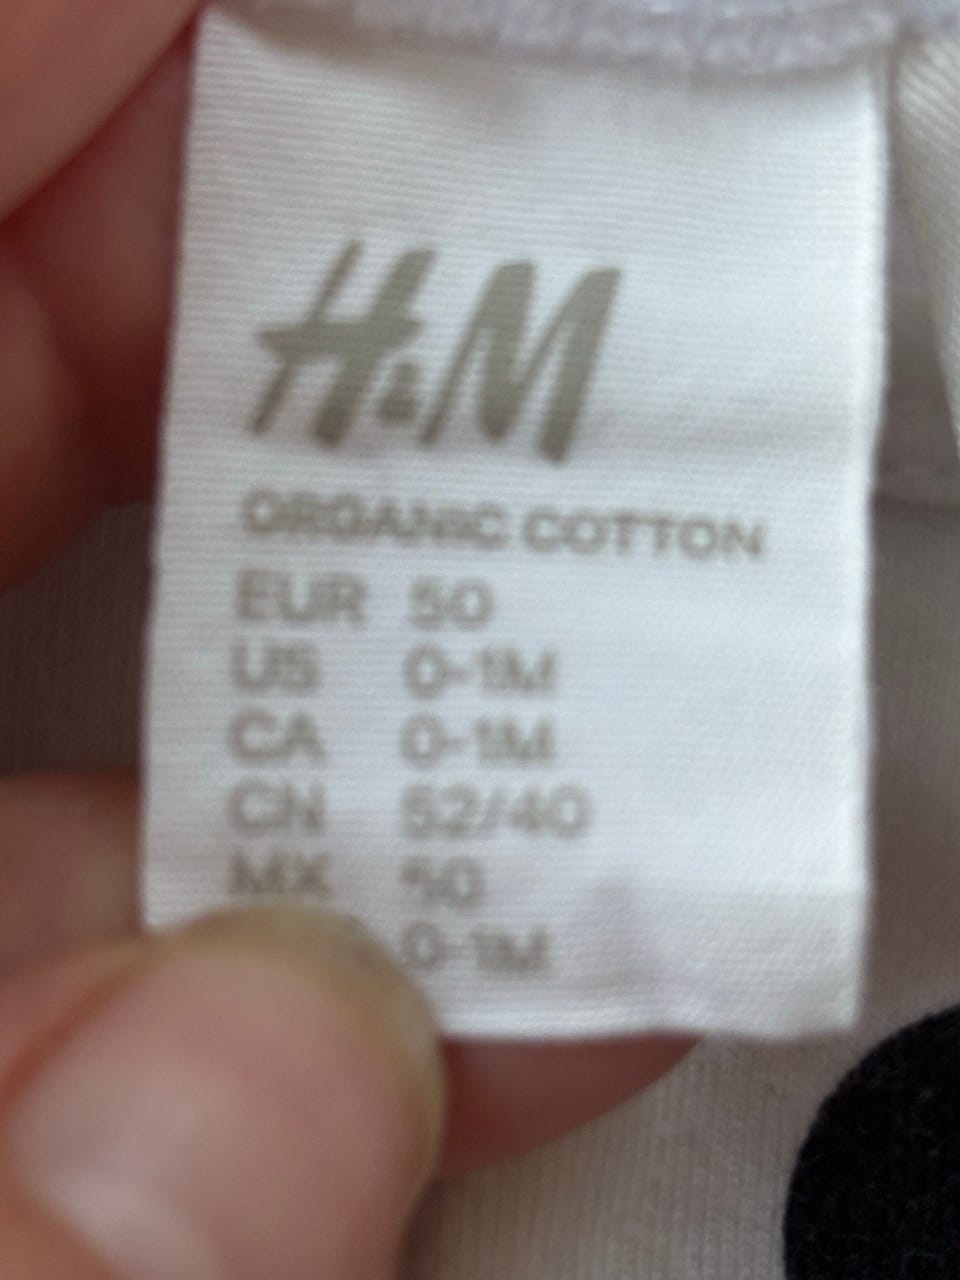 H&M
ORGANIC COTTON
EUR 50
US 0-1M
CA 0-1M
CN 52/40
MX 50
0-1M